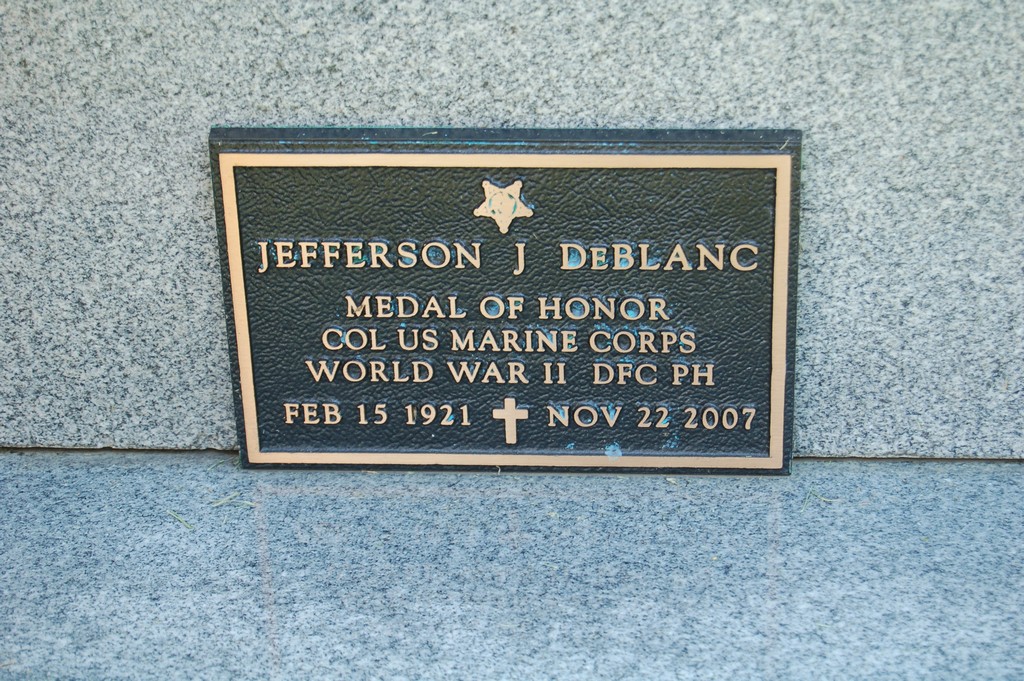 JEFFERSON J DeBLANC
MEDAL OF HONOR
COL US MARINE CORPS
WORLD WAR II DFC PH
FEB 15 1921 NOV 22 2007